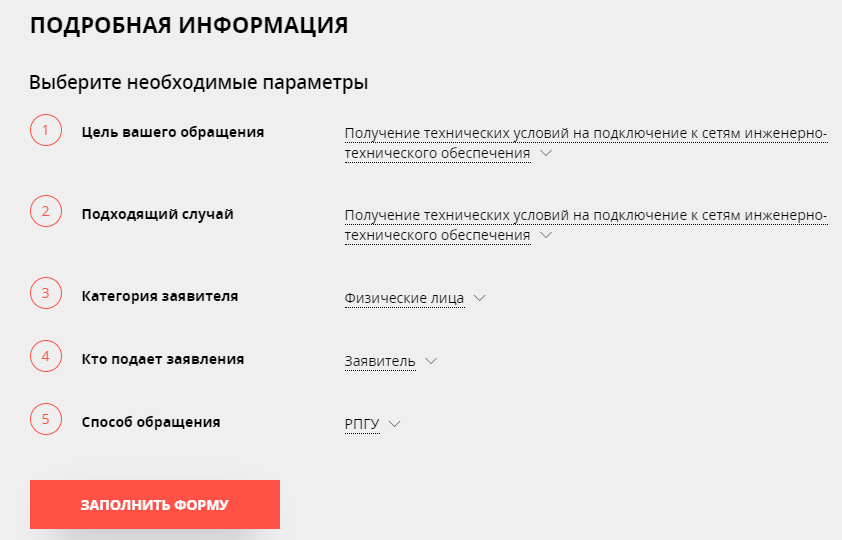 ПОДРОБНАЯ ИНФОРМАЦИЯ
Выберите необходимые параметры
1 Цель вашего обращения Получение технических условий на подключение к сетям инженерно-
технического обеспечения
2 Подходящий случай Получение технических условий на подключение к сетям инженерно-
технического обеспечения
3 Категория заявителя Физические лица
4 Кто подает заявления Заявитель
5 Способ обращения РПГУ
ЗАПОЛНИТЬ ФОРМУ